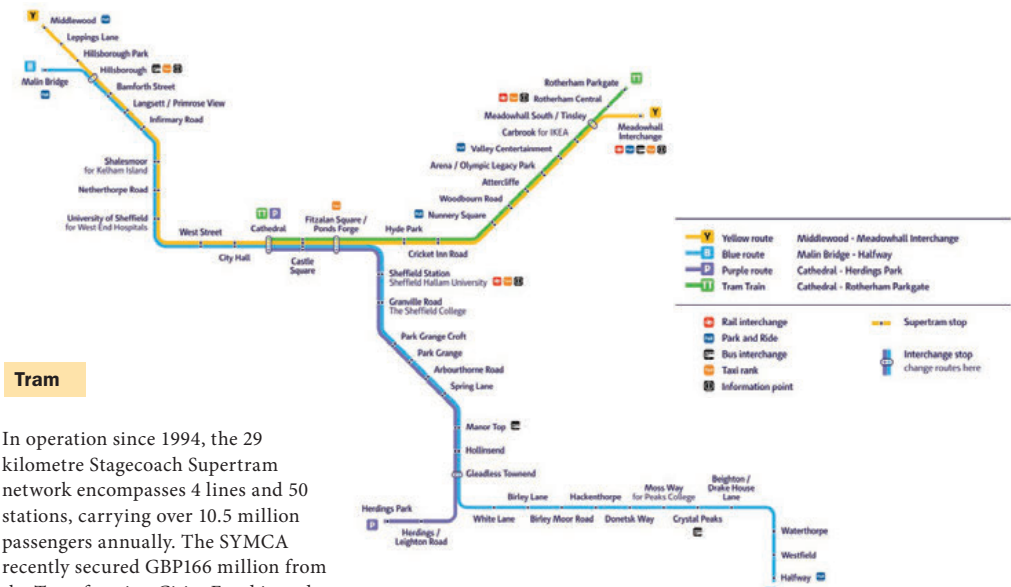 Y
Middlewood
Leppings Lane
Hillsborough Park
B
Hillsborough
Malin Bridge
Bamforth Street
Langsett / Primrose View
Infirmary Road
Shalesmoor
for Kelham Island
Netherthorpe Road
University of Sheffield
for West End Hospitals
West Street
City Hall
TT P
Cathedral
Castle
Square
Fitzalan Square /
Ponds Forge
Hyde Park
Cricket Inn Road
Nunnery Square
Woodbourn Road
Attercliffe
Arena / Olympic Legacy Park
Valley Centertainment
Carbrook for IKEA
Meadowhall South / Tinsley
Rotherham Central
Rotherham Parkgate
TT
Y
Meadowhall
Interchange
Sheffield Station
Sheffield Hallam University
Granville Road
The Sheffield College
Park Grange Croft
Park Grange
Arbourthorne Road
Spring Lane
Manor Top
Hollinsend
Gleadless Townend
Herdings Park
P
Herdings /
Leighton Road
White Lane
Birley Lane
Birley Moor Road
Hackenthorpe
Donetsk Way
Moss Way
for Peaks College
Crystal Peaks
Beighton /
Drake House
Lane
Waterthorpe
Westfield
Halfway
Y Yellow route Middlewood - Meadowhall Interchange
B Blue route Malin Bridge - Halfway
P Purple route Cathedral - Herdings Park
TT Tram Train Cathedral - Rotherham Parkgate
Rail interchange
Park and Ride
Bus interchange
Taxi rank
Information point
Supertram stop
Interchange stop
change routes here
Tram
In operation since 1994, the 29
kilometre Stagecoach Supertram
network encompasses 4 lines and 50
stations, carrying over 10.5 million
passengers annually. The SYMCA
recently secured GBP166 million from